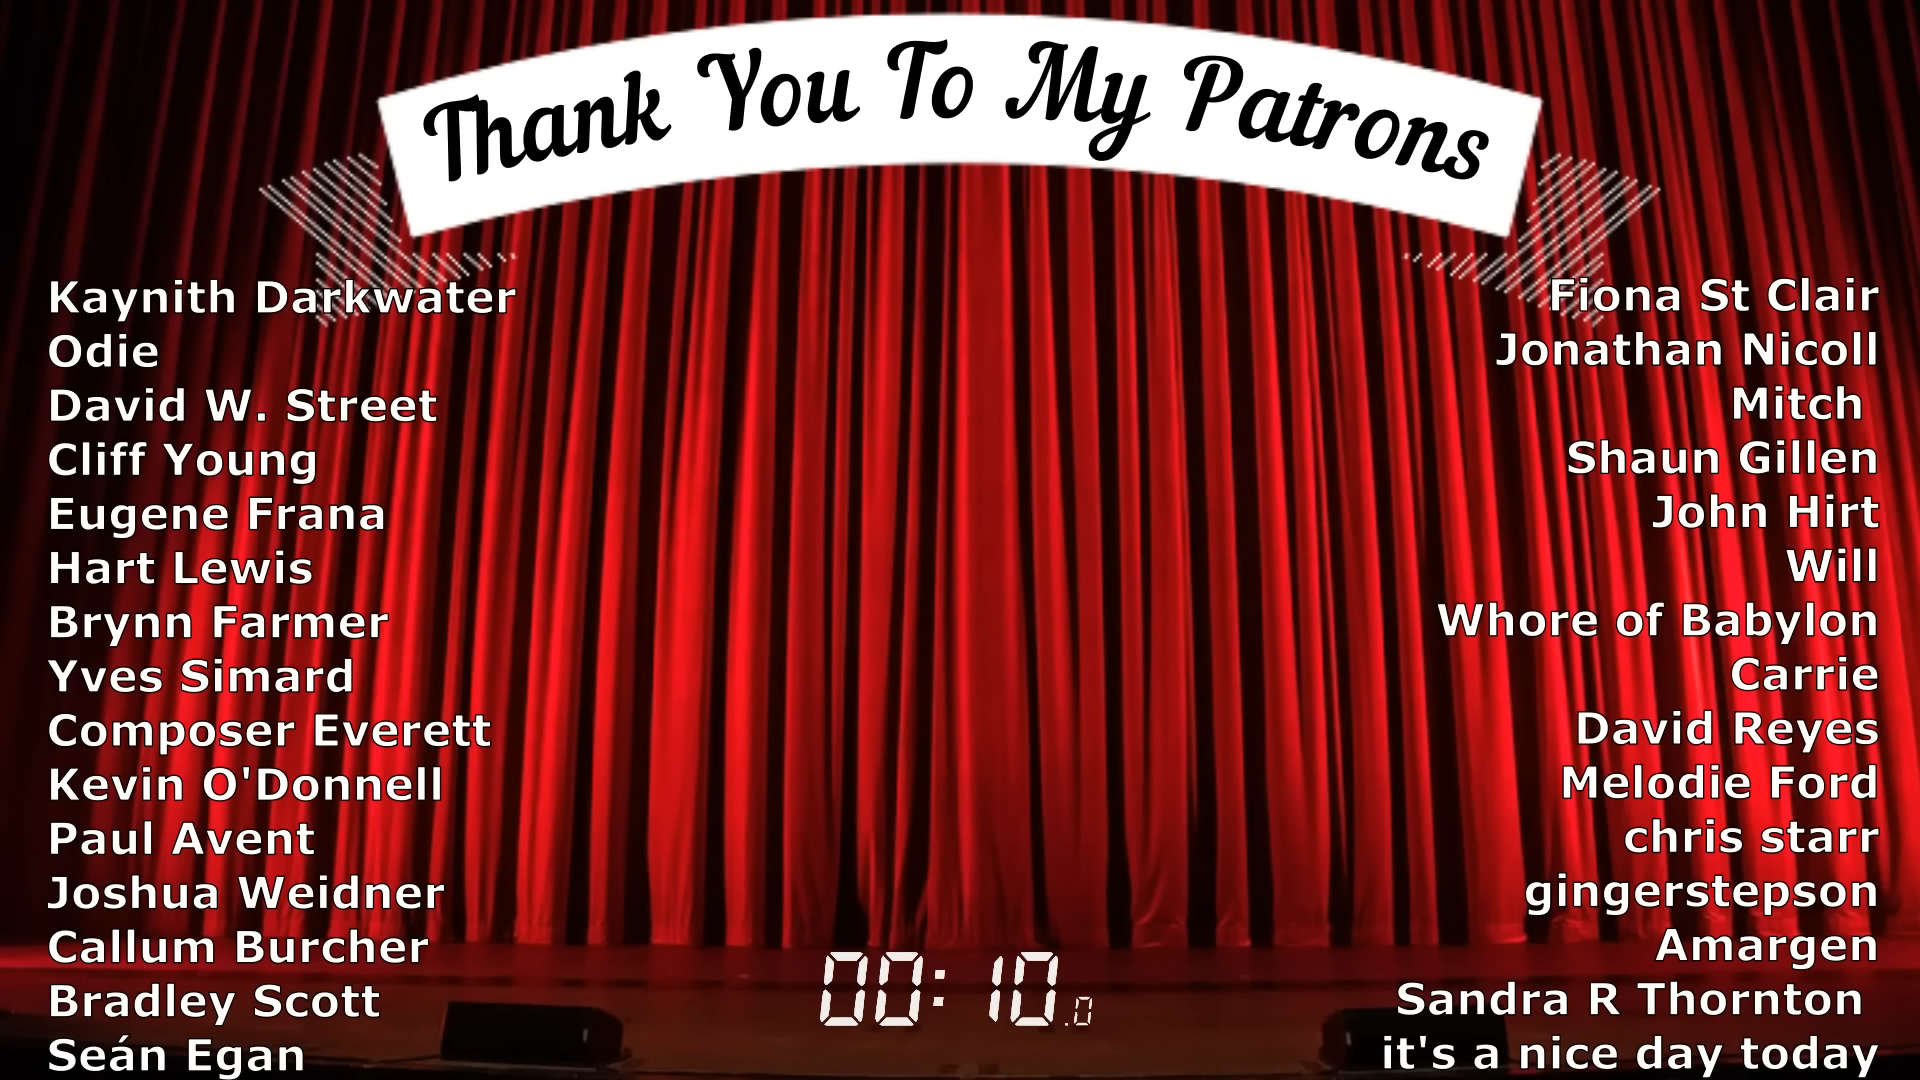 Thank You To My Patrons
Kaynith Darkwater
Odie
David W. Street
Cliff Young
Eugene Frana
Hart Lewis
Brynn Farmer
Yves Simard
Composer Everett
Kevin O'Donnell
Paul Avent
Joshua Weidner
Callum Burcher
Bradley Scott
Seán Egan
Fiona St Clair
Jonathan Nicoll
Mitch
Shaun Gillen
John Hirt
Will
Whore of Babylon
Carrie
David Reyes
Melodie Ford
chris starr
gingerstepson
Amargen
Sandra R Thornton
it's a nice day today
00:10.0